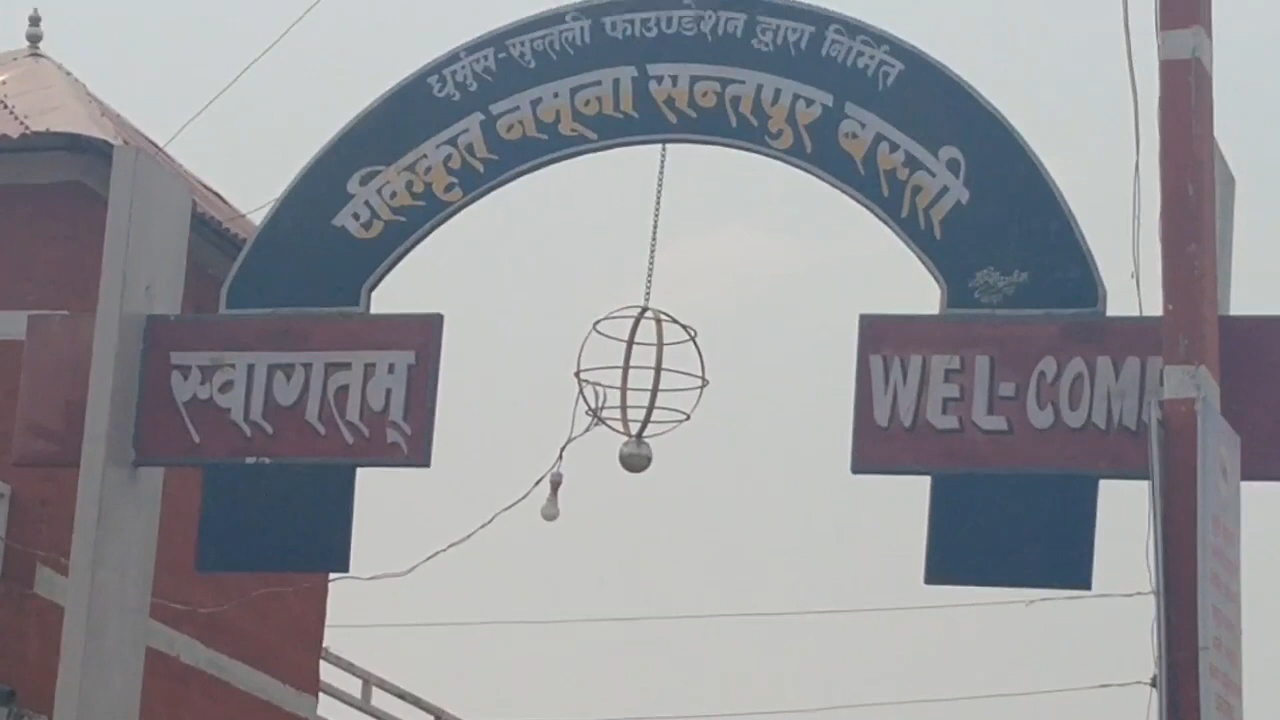 धुर्मुस-सुन्तली फाउण्डेशन द्धारा निर्मित
एकिकृत नमूना सन्तपुर बस्ती
स्वागतम्
WEL-COME